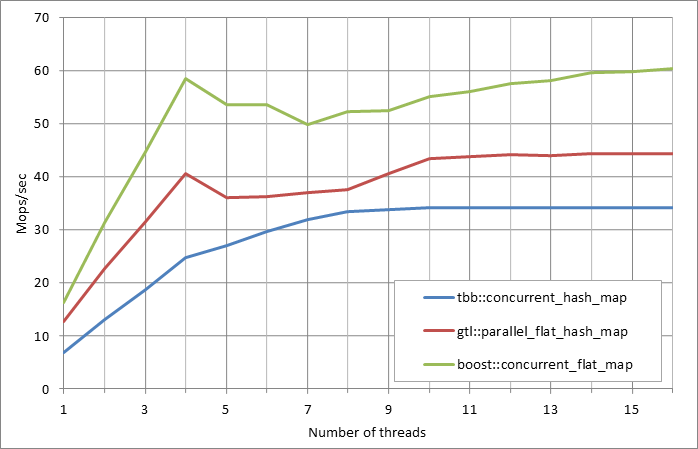 70
60
50
40
30
20
10
0
Mops/sec
tbb::concurrent_hash_map
gtl::parallel_flat_hash_map
boost::concurrent_flat_map
1 3 5 7 9 11 13 15
Number of threads